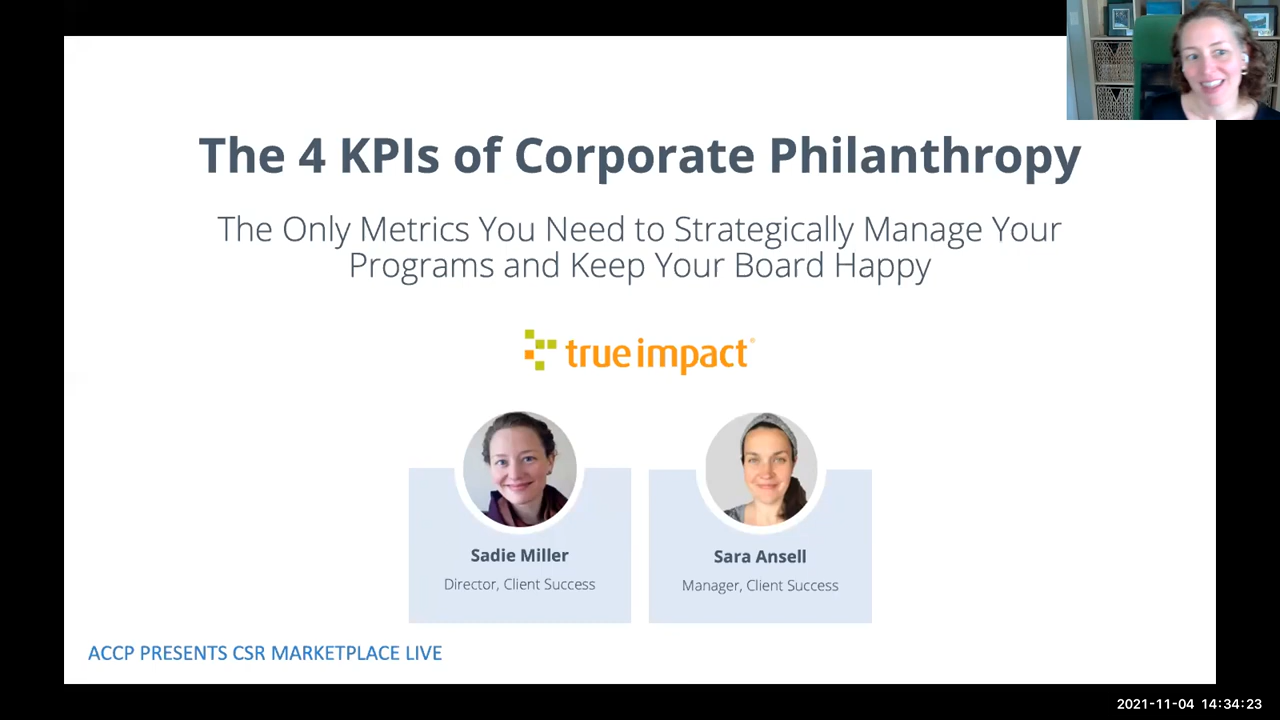 The 4 KPIs of Corporate Philanthropy
The Only Metrics You Need to Strategically Manage Your
Programs and Keep Your Board Happy
true impact®
Sadie Miller
Director, Client Success
Sara Ansell
Manager, Client Success
ACCP PRESENTS CSR MARKETPLACE LIVE
2021-11-04 14:34:23